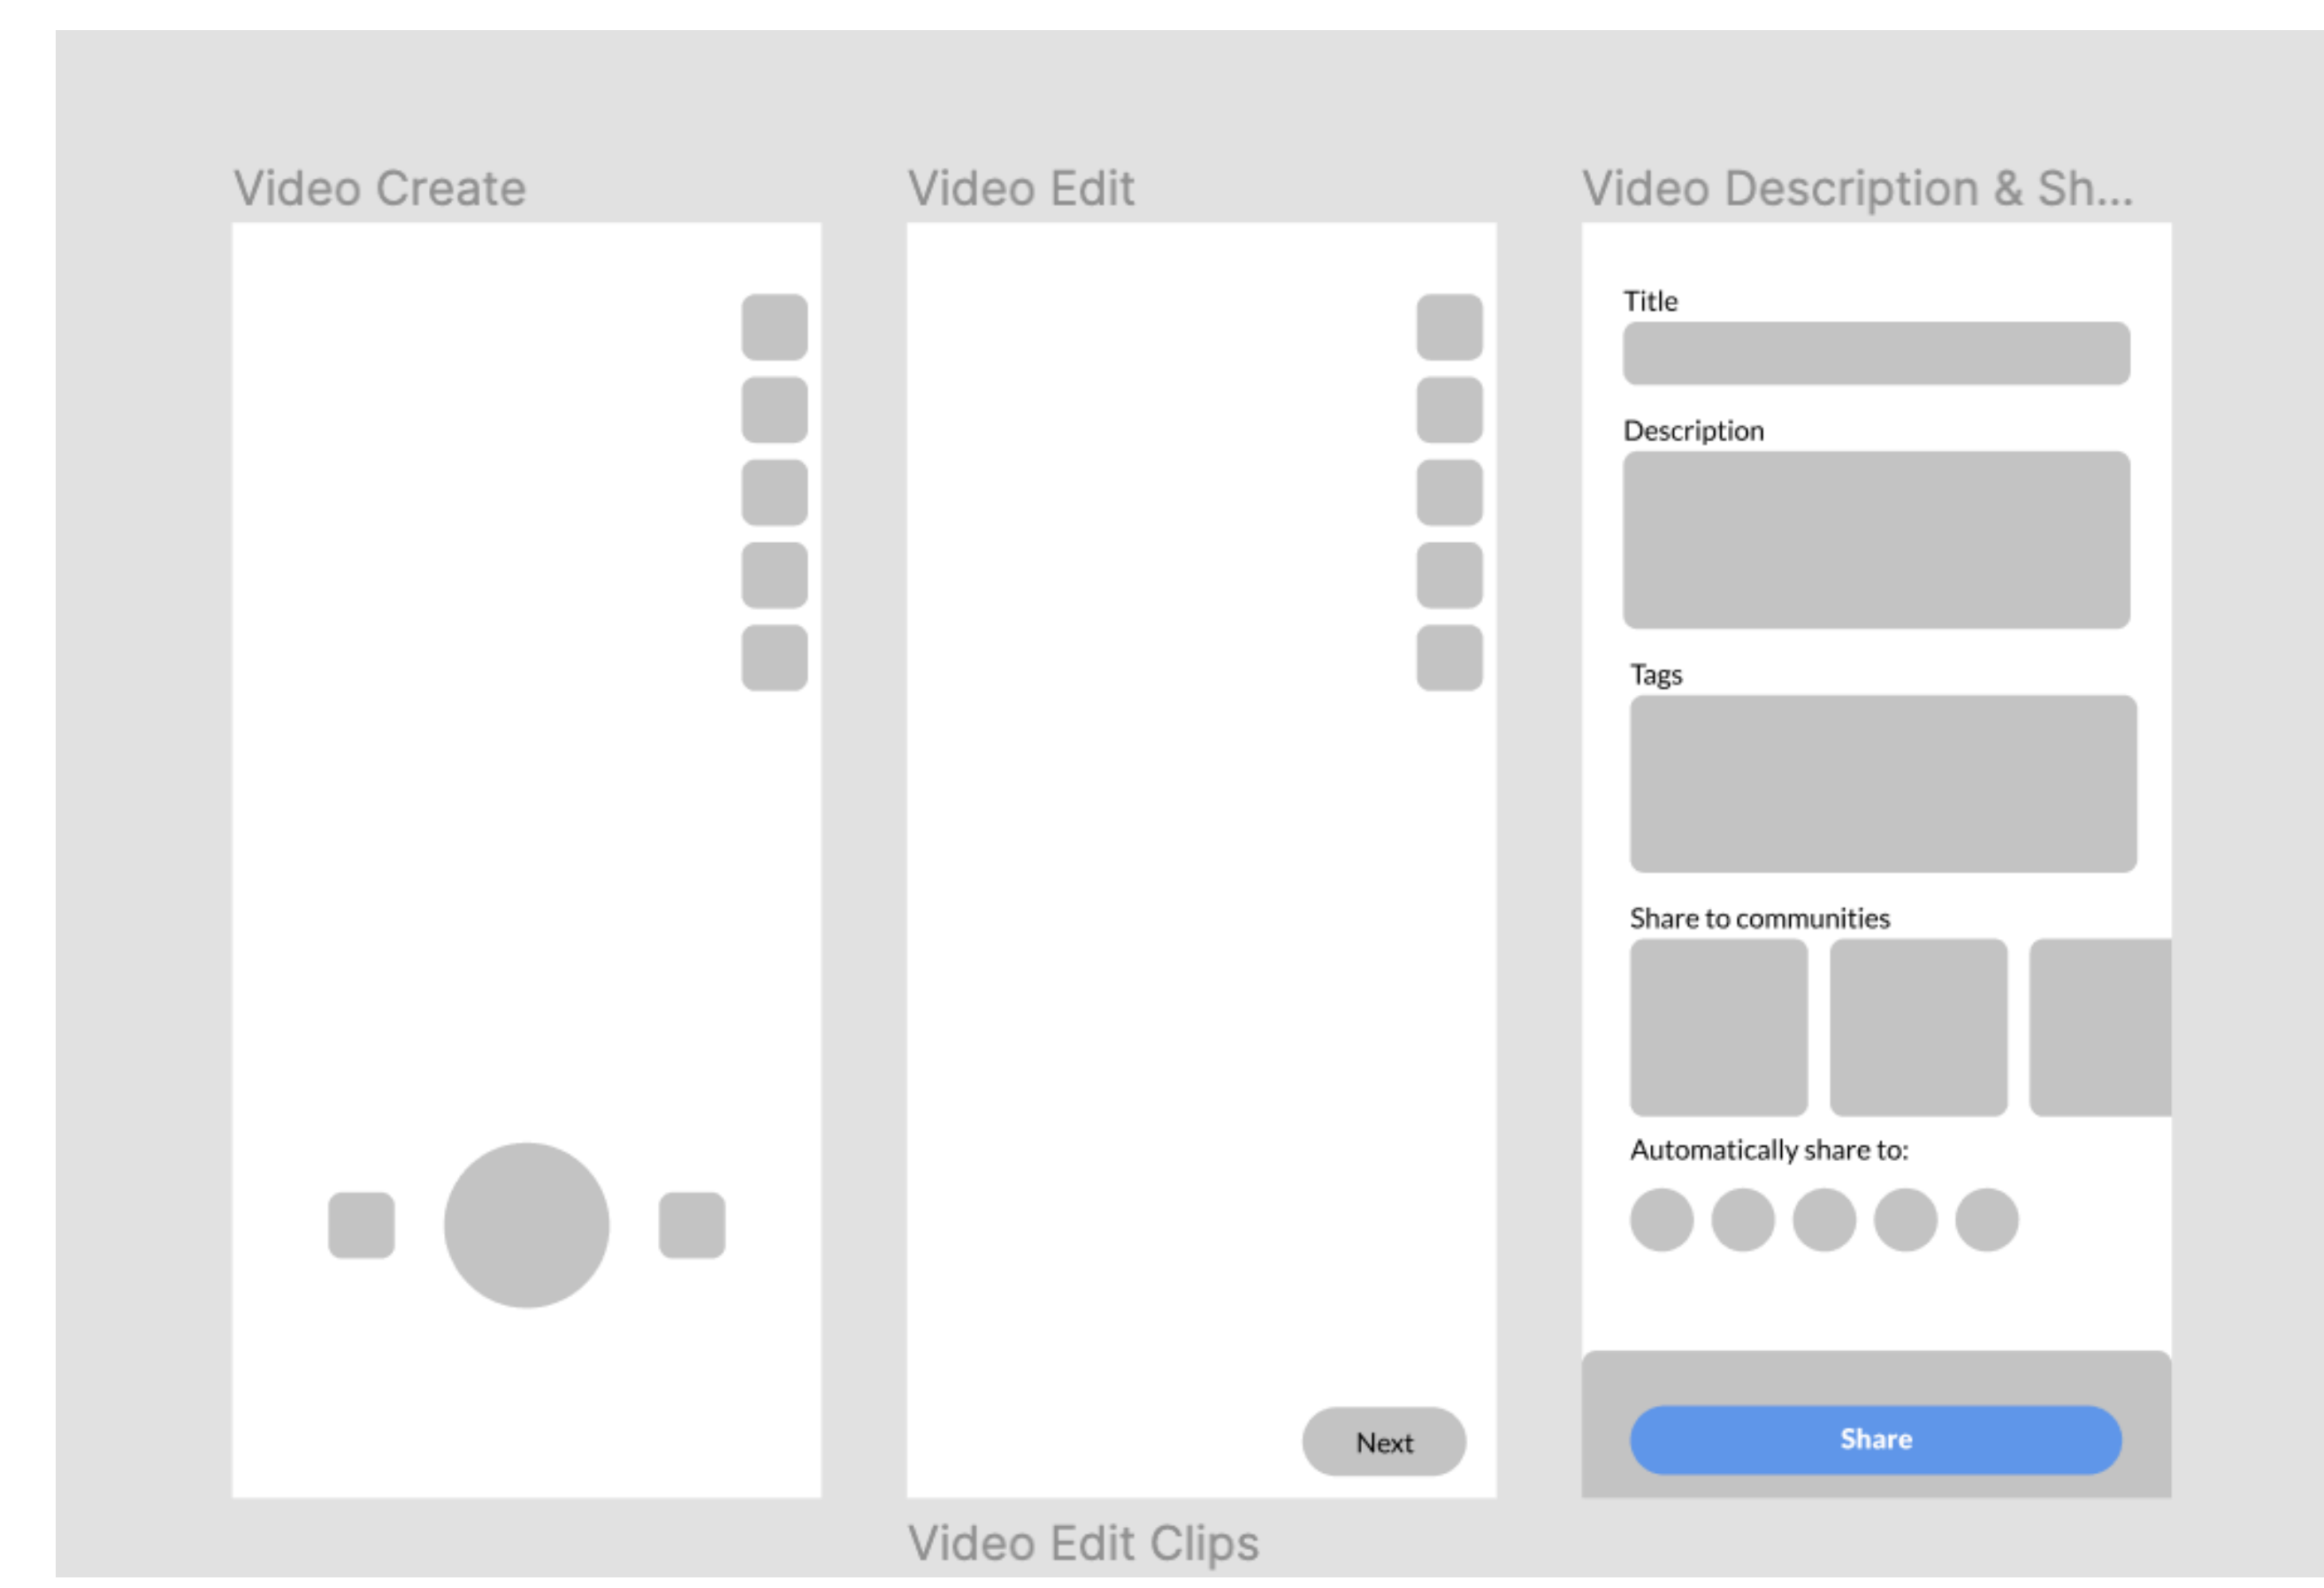 Video Create
Video Edit
Video Description & Sh...
Title
Description
Tags
Share to communities
Automatically share to:
Share
Next
Video Edit Clips